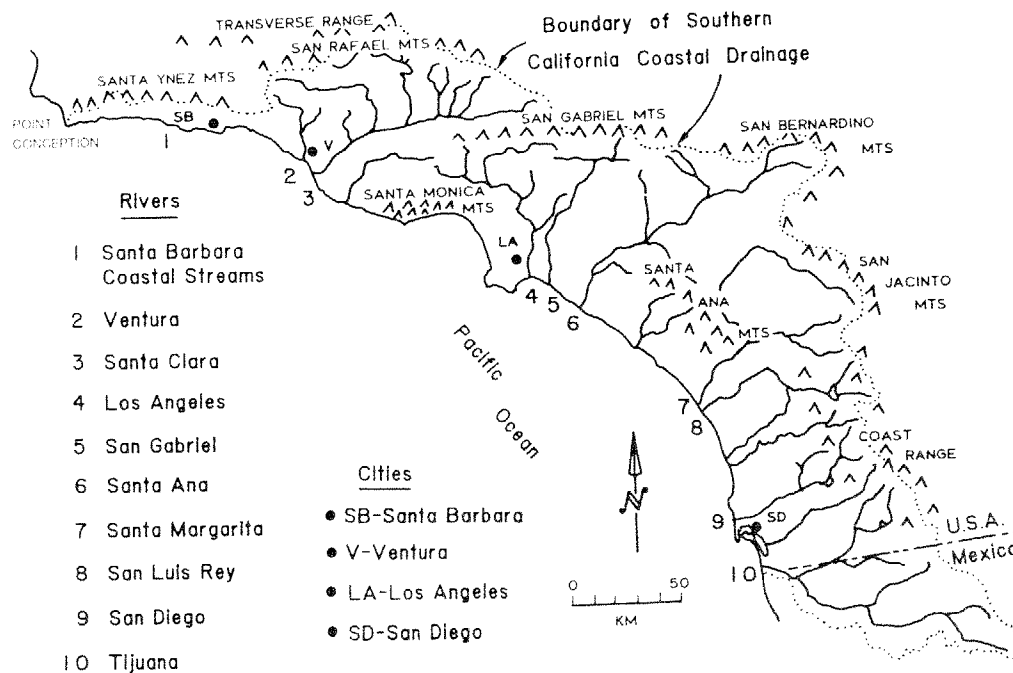 TRANSVERSE RANGE
SAN RAFAEL MTS
Boundary of Southern
California Coastal Drainage
SANTA YNEZ MTS
SB
POINT
CONCEPTION
1
V
2
3
SAN GABRIEL MTS
SAN BERNARDINO
MTS
SANTA MONICA
MTS
LA
4
5
6
SANTA
ANA
MTS
SAN
JACINTO
MTS
Pacific
Ocean
7
8
COAST
RANGE
9
SD
10
U.S.A.
Mexico
N
0 50
KM
Rivers
1 Santa Barbara
Coastal Streams
2 Ventura
3 Santa Clara
4 Los Angeles
5 San Gabriel
6 Santa Ana
7 Santa Margarita
8 San Luis Rey
9 San Diego
10 Tijuana
Cities
● SB-Santa Barbara
● V-Ventura
● LA-Los Angeles
● SD-San Diego